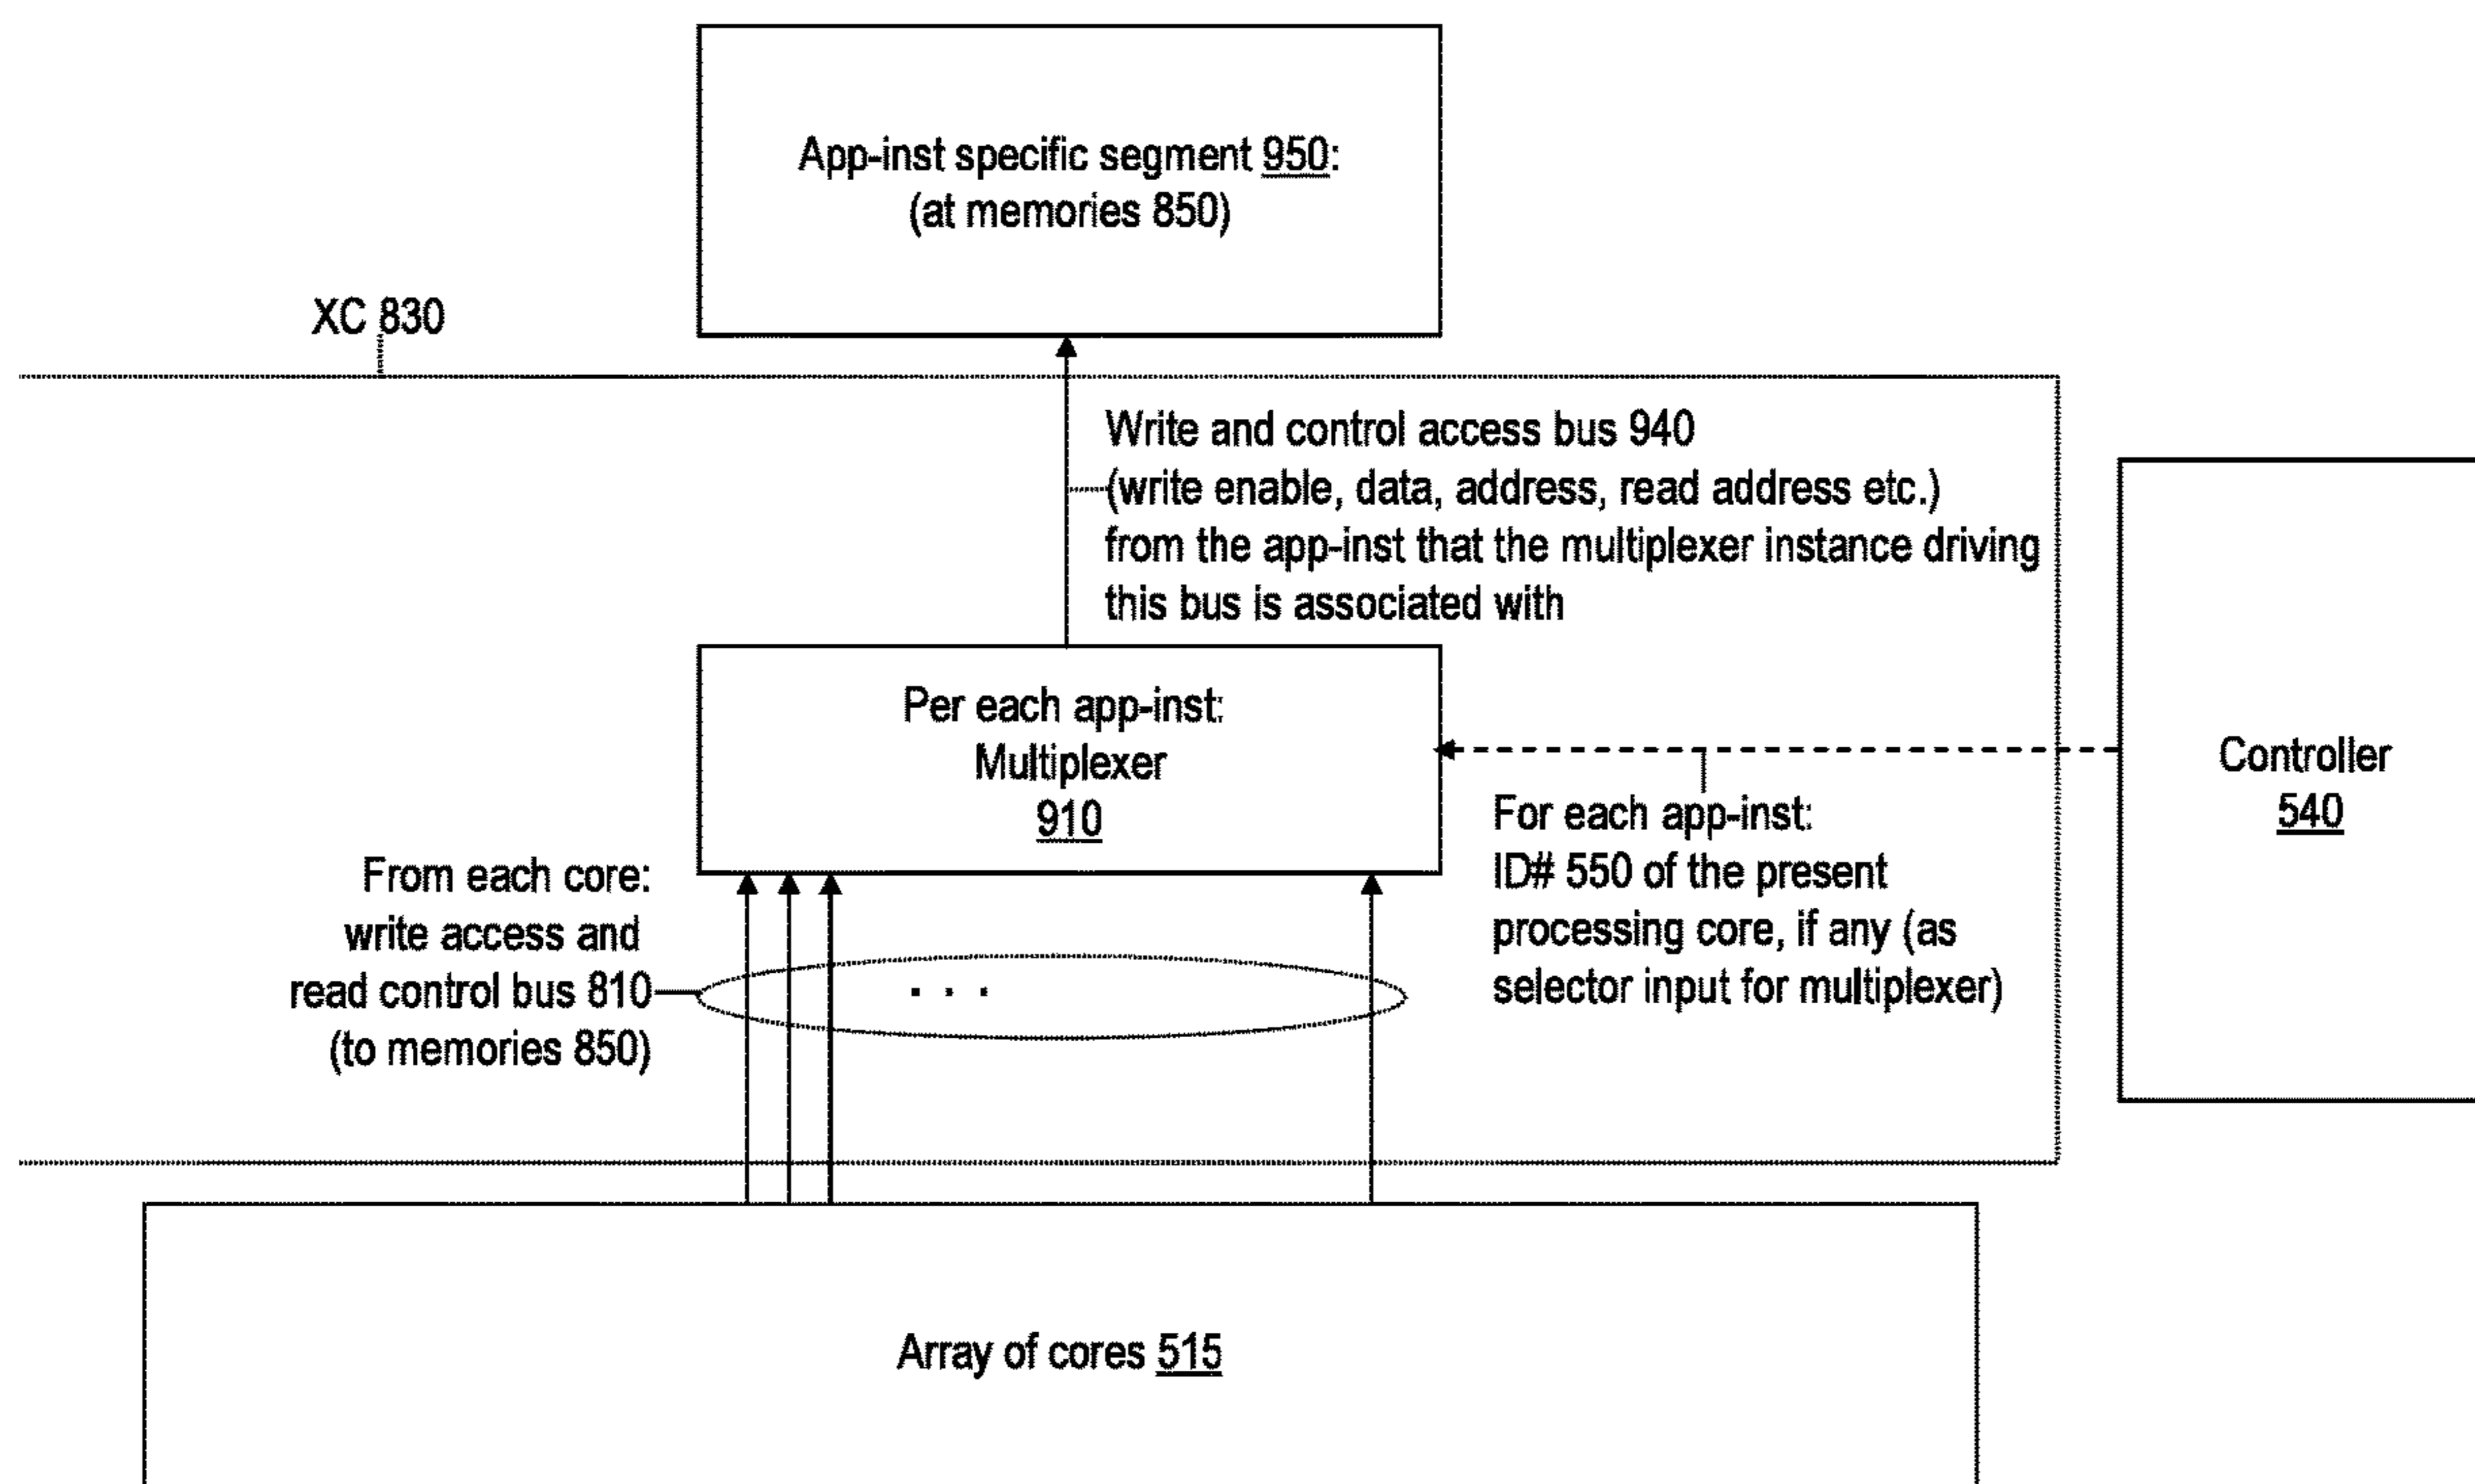 App-inst specific segment 950:
(at memories 850)
XC 830
Write and control access bus 940
(write enable, data, address, read address etc.)
from the app-inst that the multiplexer instance driving
this bus is associated with
Per each app-inst:
Multiplexer
910
Controller
540
For each app-inst:
ID# 550 of the present
processing core, if any (as
selector input for multiplexer)
From each core:
write access and
read control bus 810
(to memories 850)
. . .
Array of cores 515